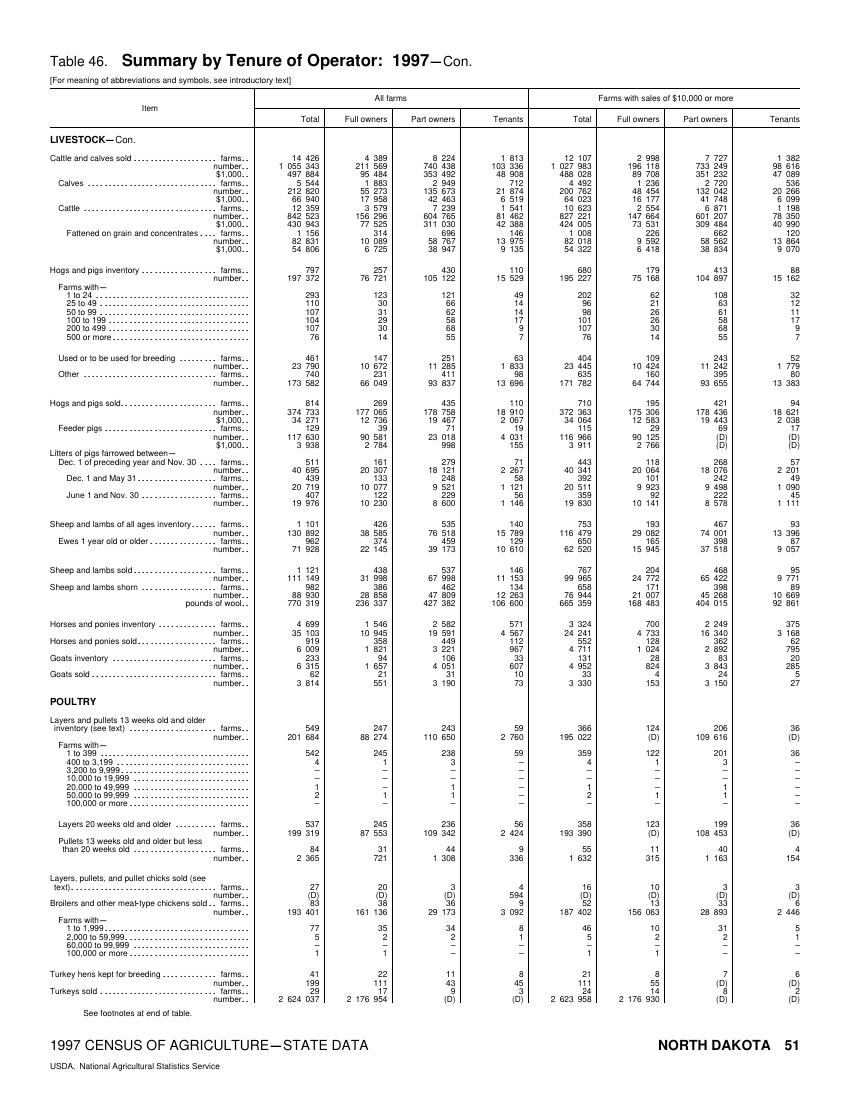 Table 46. Summary by Tenure of Operator: 1997—Con.
[For meaning of abbreviations and symbols, see introductory text]
Item
All farms
Farms with sales of $10,000 or more
Total Full owners Part owners Tenants Total Full owners Part owners Tenants
LIVESTOCK—Con.
Cattle and calves sold farms.. 14 426 4 389 8 224 1 813 12 107 2 998 7 727 1 382
number.. 1 055 343 211 569 740 438 103 336 1 027 983 196 118 733 249 98 616
$1,000.. 497 884 95 484 353 492 48 908 488 028 89 708 351 232 47 089
Calves farms.. 5 544 1 883 2 949 712 4 492 1 236 2 720 536
number.. 212 820 55 273 135 673 21 874 200 762 48 454 132 042 20 266
$1,000.. 66 940 17 958 42 463 6 519 64 023 16 177 41 748 6 099
Cattle farms.. 12 359 3 579 7 239 1 541 10 623 2 554 6 871 1 198
number.. 842 523 156 296 604 765 81 462 827 221 147 664 601 207 78 350
$1,000.. 430 943 77 525 311 030 42 388 424 005 73 531 309 484 40 990
Fattened on grain and concentrates farms.. 1 156 314 696 146 1 008 226 662 120
number.. 82 831 10 089 58 767 13 975 82 018 9 592 58 562 13 864
$1,000.. 54 806 6 725 38 947 9 135 54 322 6 418 38 834 9 070
Hogs and pigs inventory farms.. 797 257 430 110 680 179 413 88
number.. 197 372 76 721 105 122 15 529 195 227 75 168 104 897 15 162
Farms with—
1 to 24 293 123 121 49 202 62 108 32
25 to 49 110 30 66 14 96 21 63 12
50 to 99 107 31 62 14 98 26 61 11
100 to 199 104 29 58 17 101 26 58 17
200 to 499 107 30 68 9 107 30 68 9
500 or more 76 14 55 7 76 14 55 7
Used or to be used for breeding farms.. 461 147 251 63 404 109 243 52
number.. 23 790 10 672 11 285 1 833 23 445 10 424 11 242 1 779
Other farms.. 740 231 411 98 635 160 395 80
number.. 173 582 66 049 93 837 13 696 171 782 64 744 93 655 13 383
Hogs and pigs sold farms.. 814 269 435 110 710 195 421 94
number.. 374 733 177 065 178 758 18 910 372 363 175 306 178 436 18 621
$1,000.. 34 271 12 736 19 467 2 067 34 064 12 583 19 443 2 038
Feeder pigs farms.. 129 39 71 19 115 29 69 17
number.. 117 630 90 581 23 018 4 031 116 966 90 125 (D) (D)
$1,000.. 3 938 2 784 998 155 3 911 2 766 (D) (D)
Litters of pigs farrowed between—
Dec. 1 of preceding year and Nov. 30 farms.. 511 161 279 71 443 118 268 57
number.. 40 695 20 307 18 121 2 267 40 341 20 064 18 076 2 201
Dec. 1 and May 31 farms.. 439 133 248 58 392 101 242 49
number.. 20 719 10 077 9 521 1 121 20 511 9 923 9 498 1 090
June 1 and Nov. 30 farms.. 407 122 229 56 359 92 222 45
number.. 19 976 10 230 8 600 1 146 19 830 10 141 8 578 1 111
Sheep and lambs of all ages inventory farms.. 1 101 426 535 140 753 193 467 93
number.. 130 892 38 585 76 518 15 789 116 479 29 082 74 001 13 396
Ewes 1 year old or older farms.. 962 374 459 129 650 165 398 87
number.. 71 928 22 145 39 173 10 610 62 520 15 945 37 518 9 057
Sheep and lambs sold farms.. 1 121 438 537 146 767 204 468 95
number.. 111 149 31 998 67 998 11 153 99 965 24 772 65 422 9 771
Sheep and lambs shorn farms.. 982 386 462 134 658 171 398 89
number.. 88 930 28 858 47 809 12 263 76 944 21 007 45 268 10 669
pounds of wool.. 770 319 236 337 427 382 106 600 665 359 168 483 404 015 92 861
Horses and ponies inventory farms.. 4 699 1 546 2 582 571 3 324 700 2 249 375
number.. 35 103 10 945 19 591 4 567 24 241 4 733 16 340 3 168
Horses and ponies sold farms.. 919 358 449 112 552 128 362 62
number.. 6 009 1 821 3 221 967 4 711 1 024 2 892 795
Goats inventory farms.. 233 94 106 33 131 28 83 20
number.. 6 315 1 657 4 051 607 4 952 824 3 843 285
Goats sold farms.. 62 21 31 10 33 4 24 5
number.. 3 814 551 3 190 73 3 330 153 3 150 27
POULTRY
Layers and pullets 13 weeks old and older
inventory (see text) farms.. 549 247 243 59 366 124 206 36
number.. 201 684 88 274 110 650 2 760 195 022 (D) 109 616 (D)
Farms with—
1 to 399 542 245 238 59 359 122 201 36
400 to 3,199 4 1 3 – 4 1 3 –
3,200 to 9,999 – – – – – – – –
10,000 to 19,999 – – – – – – – –
20,000 to 49,999 1 – 1 – 1 – 1 –
50,000 to 99,999 2 1 1 – 2 1 1 –
100,000 or more – – – – – – – –
Layers 20 weeks old and older farms.. 537 245 236 56 358 123 199 36
number.. 199 319 87 553 109 342 2 424 193 390 (D) 108 453 (D)
Pullets 13 weeks old and older but less
than 20 weeks old farms.. 84 31 44 9 55 11 40 4
number.. 2 365 721 1 308 336 1 632 315 1 163 154
Layers, pullets, and pullet chicks sold (see
text) farms.. 27 20 3 4 16 10 3 3
number.. (D) (D) (D) 594 (D) (D) (D) (D)
Broilers and other meat-type chickens sold farms.. 83 38 36 9 52 13 33 6
number.. 193 401 161 136 29 173 3 092 187 402 156 063 28 893 2 446
Farms with—
1 to 1,999 77 35 34 8 46 10 31 5
2,000 to 59,999 5 2 2 1 5 2 2 1
60,000 to 99,999 – – – – – – – –
100,000 or more 1 1 – – 1 1 – –
Turkey hens kept for breeding farms.. 41 22 11 8 21 8 7 6
number.. 199 111 43 45 111 55 (D) (D)
Turkeys sold farms.. 29 17 9 3 24 14 8 2
number.. 2 624 037 2 176 954 (D) (D) 2 623 958 2 176 930 (D) (D)
See footnotes at end of table.
1997 CENSUS OF AGRICULTURE—STATE DATA NORTH DAKOTA 51
USDA, National Agricultural Statistics Service